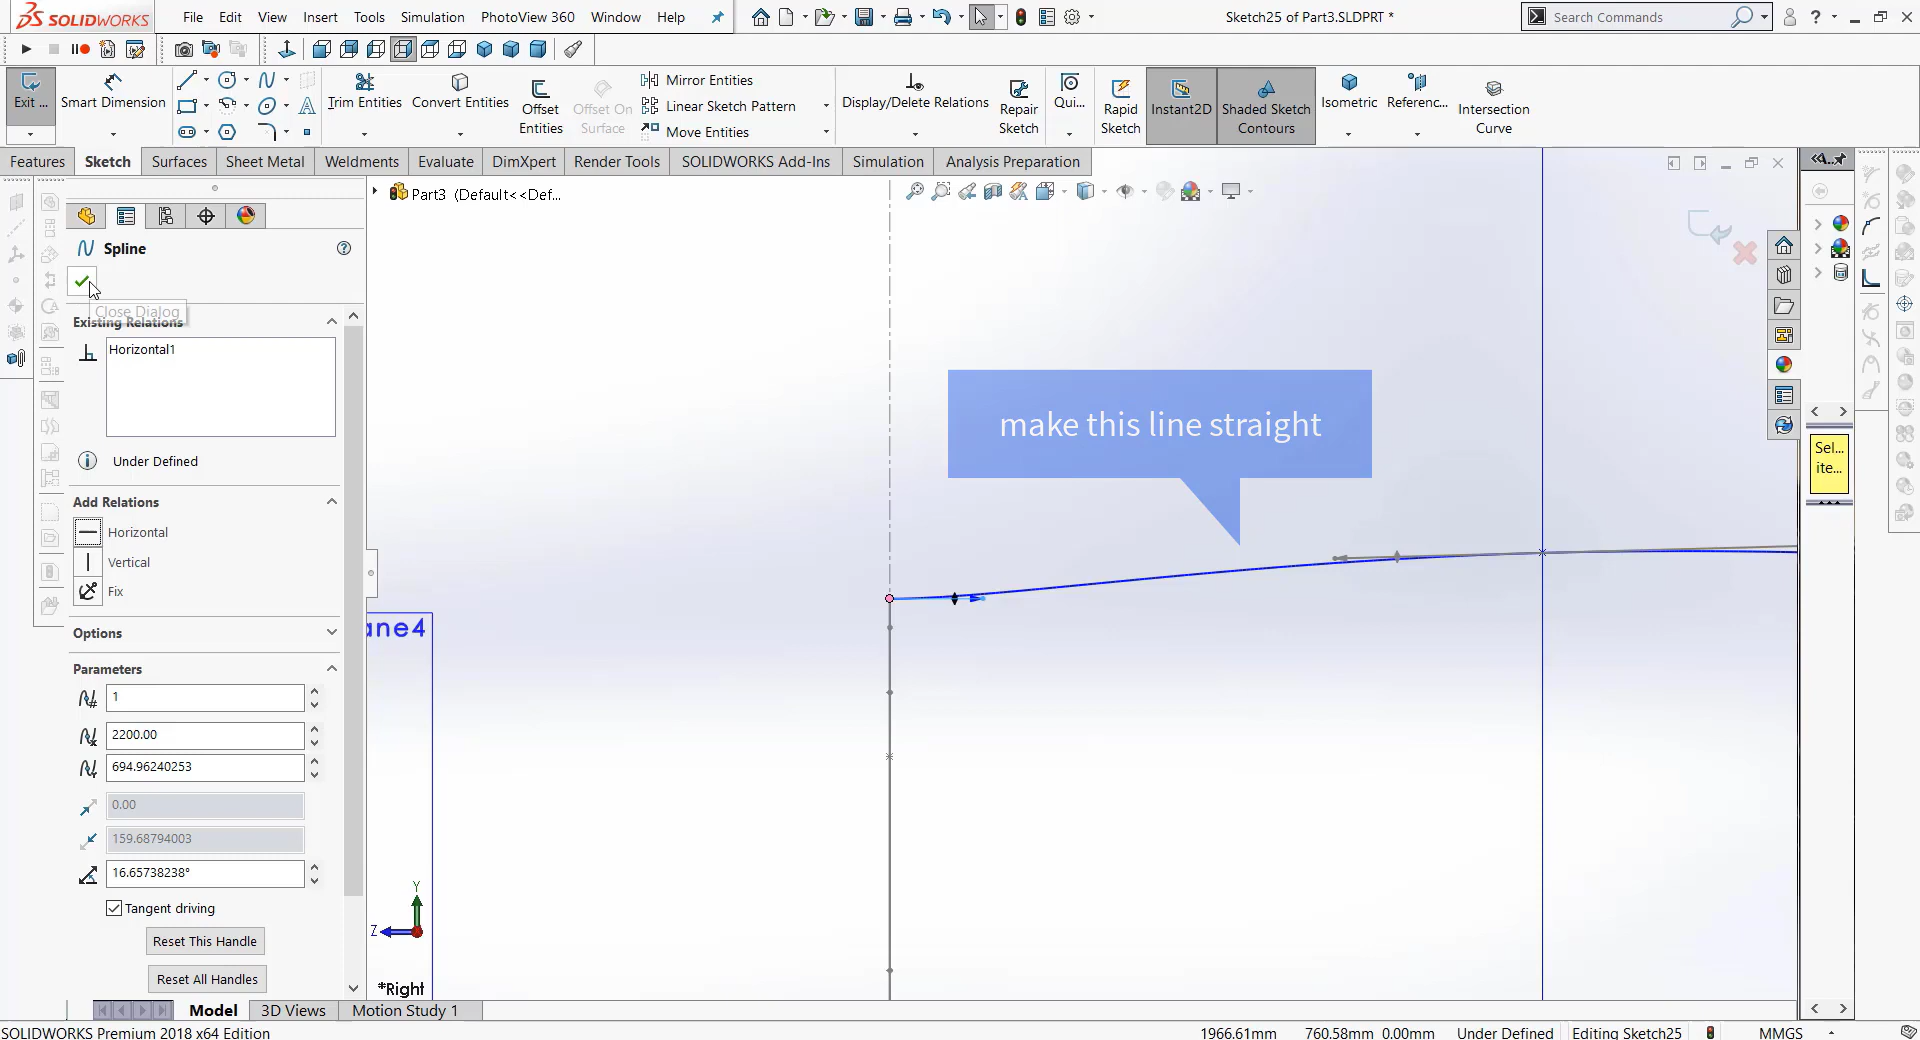 SOLIDWORKS
File Edit View Insert Tools Simulation PhotoView 360 Window Help
Sketch25 of Part3.SLDPRT *
Search Commands
Exit ...
Smart Dimension
Trim Entities
Convert Entities
Offset Entities
Offset On Surface
Mirror Entities
Linear Sketch Pattern
Move Entities
Display/Delete Relations
Repair Sketch
Qui...
Rapid Sketch
Instant2D
Shaded Sketch Contours
Isometric
Referenc...
Intersection Curve
Features Sketch Surfaces Sheet Metal Weldments Evaluate DimXpert Render Tools SOLIDWORKS Add-Ins Simulation Analysis Preparation
Part3 (Default<<Def...
Spline
Close Dialog
Existing Relations
Horizontal1
Under Defined
Add Relations
Horizontal
Vertical
Fix
Options
Parameters
1
2200.00
694.96240253
0.00
159.68794003
16.65738238°
Tangent driving
Reset This Handle
Reset All Handles
make this line straight
ane4
Y
Z
*Right
Sel...
ite...
Model 3D Views Motion Study 1
SOLIDWORKS Premium 2018 x64 Edition
1966.61mm 760.58mm 0.00mm Under Defined Editing Sketch25 MMGS